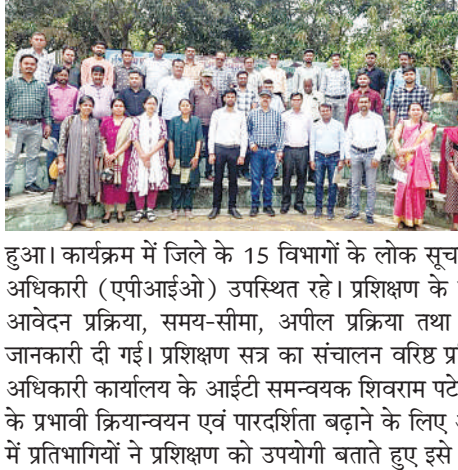 हुआ। कार्यक्रम में जिले के 15 विभागों के लोक सूच
अधिकारी (एपीआईओ) उपस्थित रहे। प्रशिक्षण के
आवेदन प्रक्रिया, समय-सीमा, अपील प्रक्रिया तथा
जानकारी दी गई। प्रशिक्षण सत्र का संचालन वरिष्ठ
अधिकारी कार्यालय के आईटी समन्वयक शिवराम पटे
के प्रभावी क्रियान्वयन एवं पारदर्शिता बढ़ाने के लिए
में प्रतिभागियों ने प्रशिक्षण को उपयोगी बताते हुए इसे